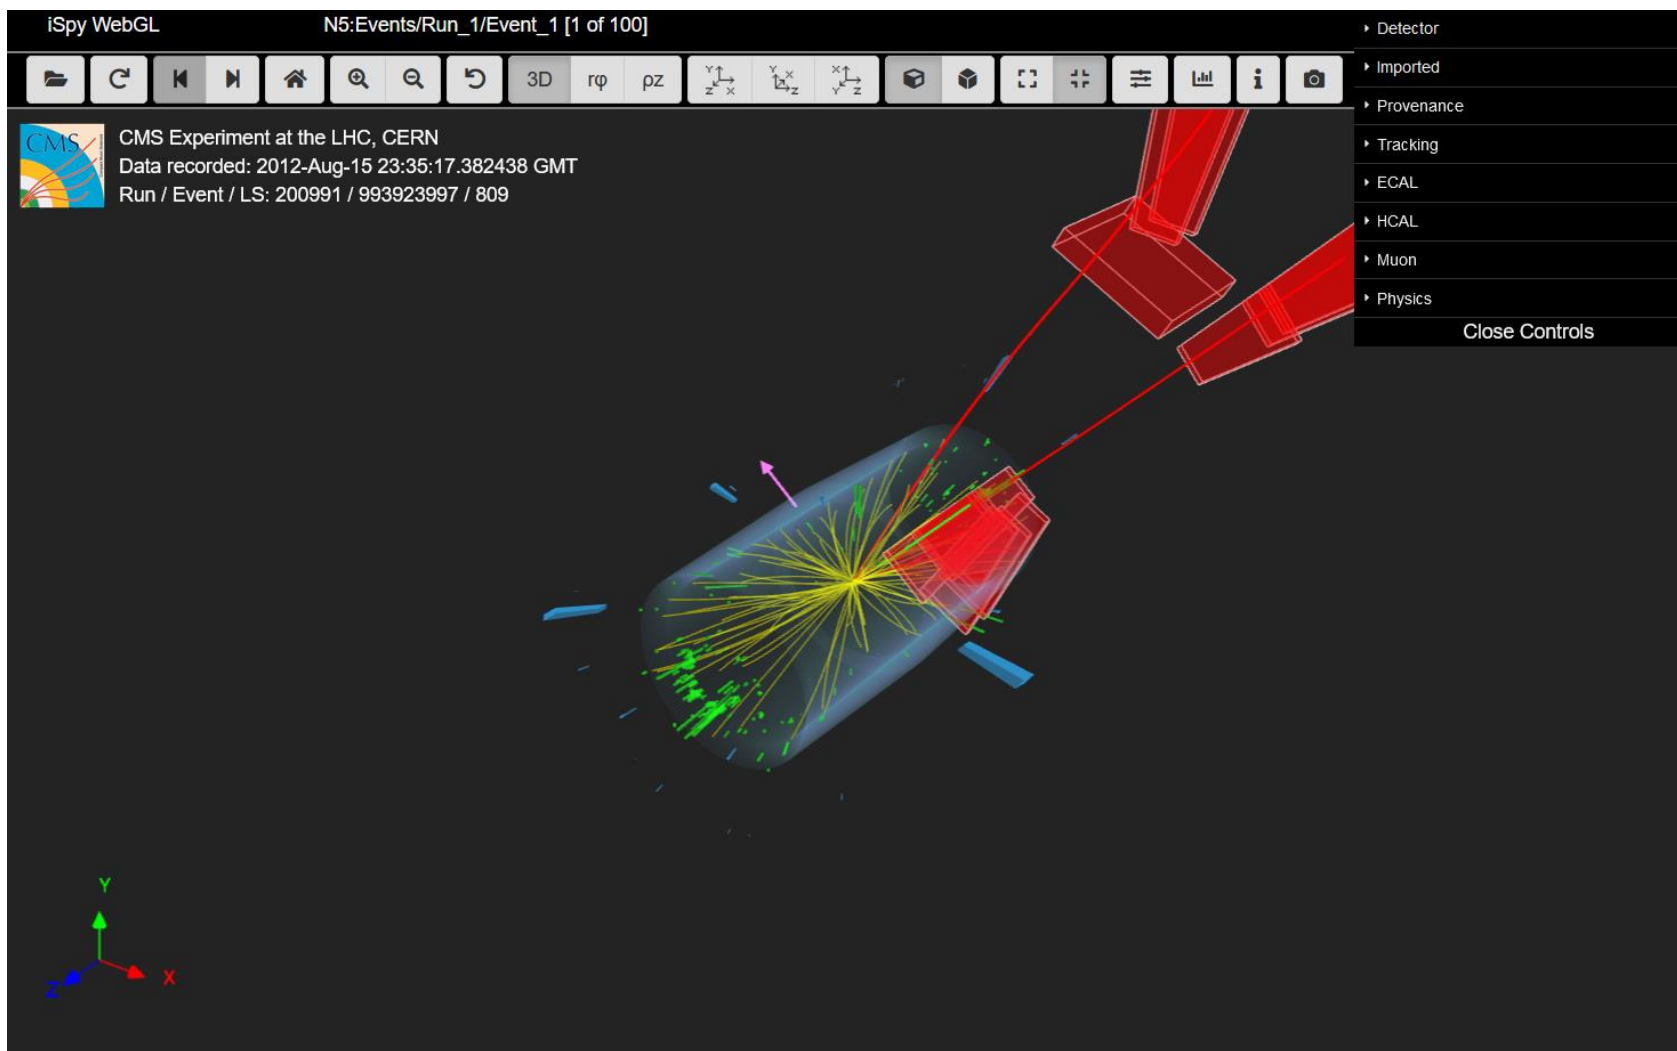 iSpy WebGL
N5:Events/Run_1/Event_1 [1 of 100]
3D
rφ
ρz
Y
Z X
Y X
Z
X
Y Z
CMS
CMS Experiment at the LHC, CERN
Data recorded: 2012-Aug-15 23:35:17.382438 GMT
Run / Event / LS: 200991 / 993923997 / 809
Detector
Imported
Provenance
Tracking
ECAL
HCAL
Muon
Physics
Close Controls
Y
Z
X